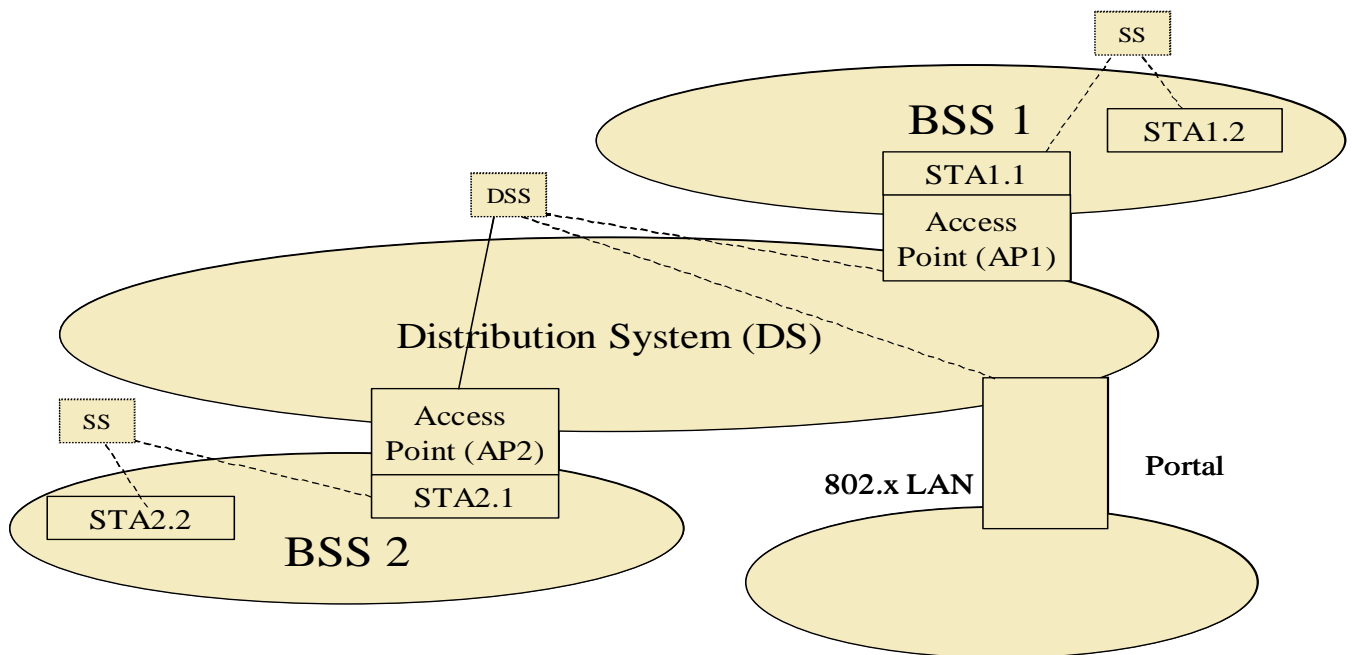 SS
BSS 1
STA1.2
STA1.1
Access
Point (AP1)
DSS
Distribution System (DS)
Access
Point (AP2)
STA2.1
SS
STA2.2
BSS 2
802.x LAN
Portal